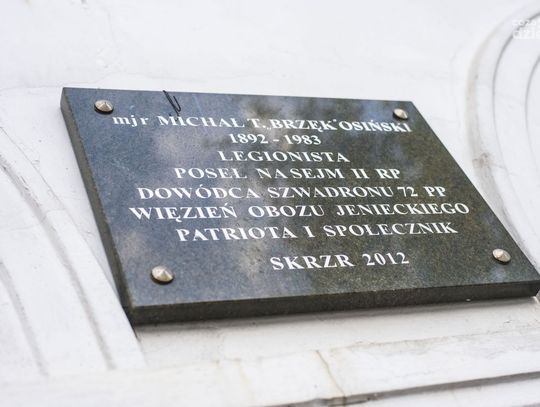 mjr MICHAŁ T. „BRZĘK" OSIŃSKI
1892 - 1983
LEGIONISTA
POSEŁ NA SEJM II RP
DOWÓDCA SZWADRONU 72 PP
WIĘZIEŃ OBOZU JENIECKIEGO
PATRIOTA I SPOŁECZNIK
SKRZR 2012